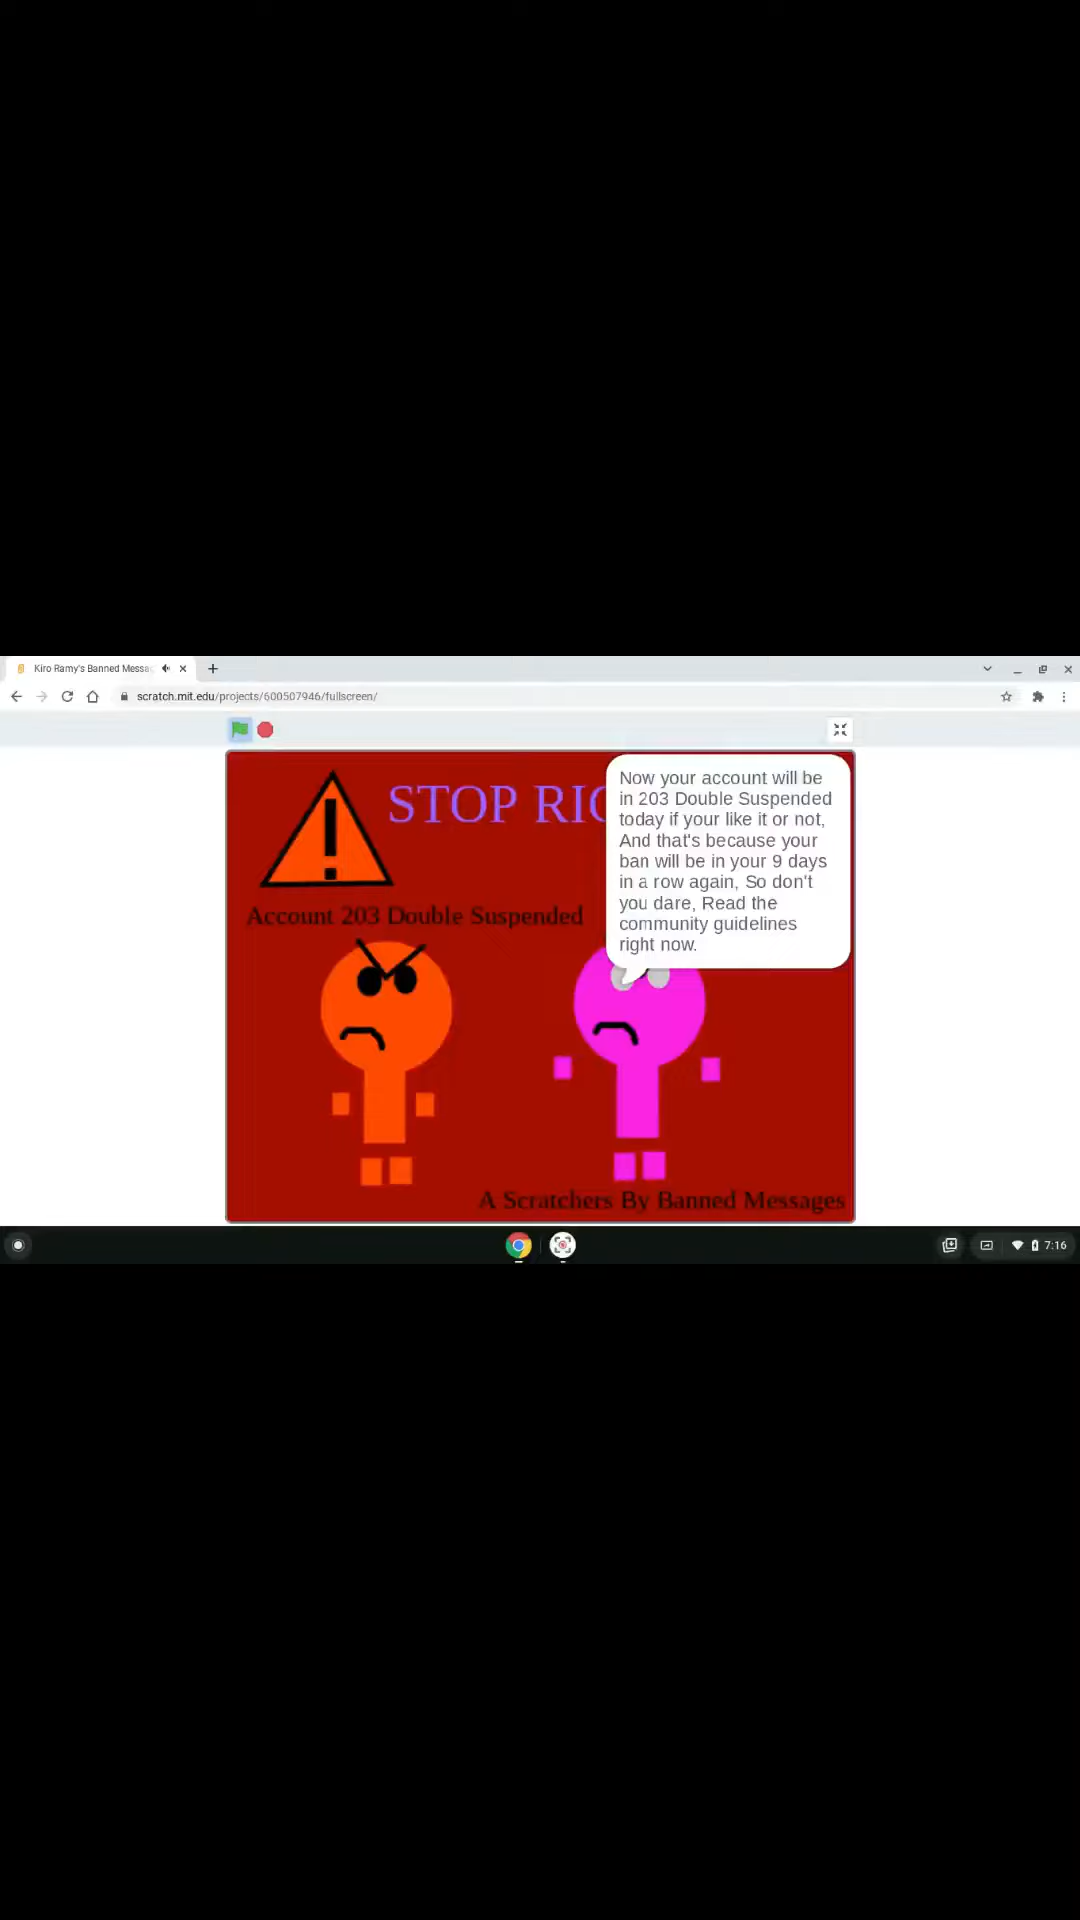 Kiro Ramy's Banned Messa
scratch.mit.edu/projects/600507946/fullscreen/
STOP
Now your account will be
in 203 Double Suspended
today if your like it or not,
And that's because your
ban will be in your 9 days
in a row again, So don't
you dare, Read the
community guidelines
right now.
Account 203 Double Suspended
A Scratchers By Banned Messages
7:16